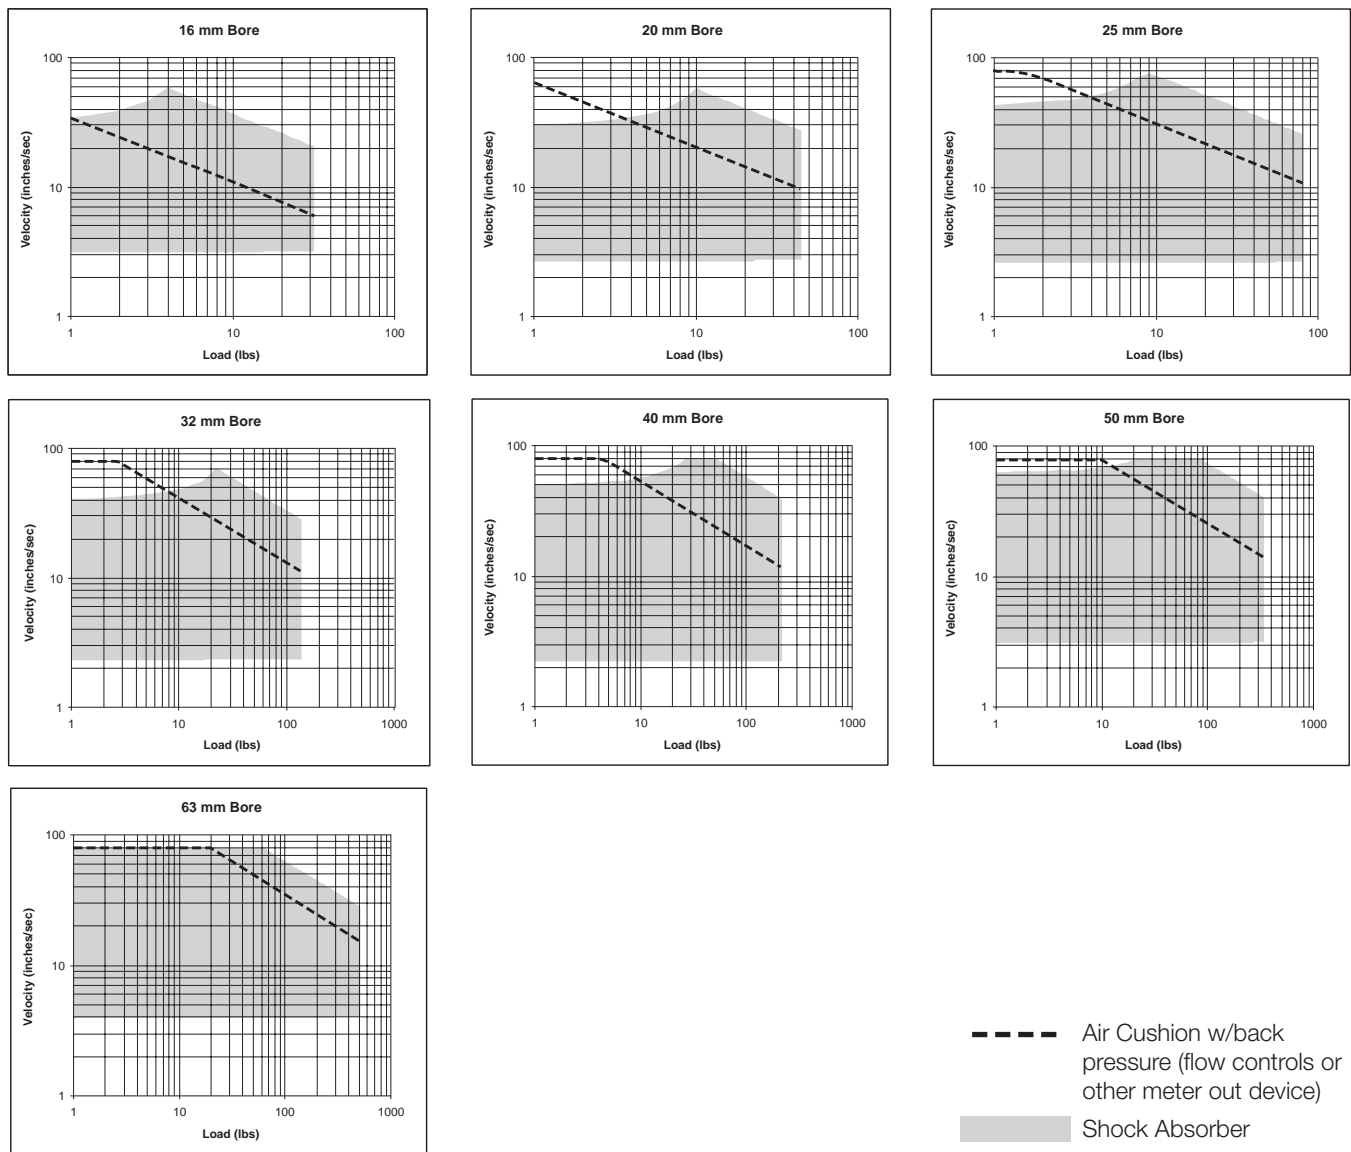 16 mm Bore
100
10
1
1
10
100
Velocity (inches/sec)
Load (lbs)
20 mm Bore
100
10
1
1
10
100
Velocity (inches/sec)
Load (lbs)
25 mm Bore
100
10
1
1
10
100
Velocity (inches/sec)
Load (lbs)
32 mm Bore
100
10
1
1
10
100
1000
Velocity (inches/sec)
Load (lbs)
40 mm Bore
100
10
1
1
10
100
1000
Velocity (inches/sec)
Load (lbs)
50 mm Bore
100
10
1
1
10
100
1000
Velocity (inches/sec)
Load (lbs)
63 mm Bore
100
10
1
1
10
100
1000
Velocity (inches/sec)
Load (lbs)
Air Cushion w/back
pressure (flow controls or
other meter out device)
Shock Absorber